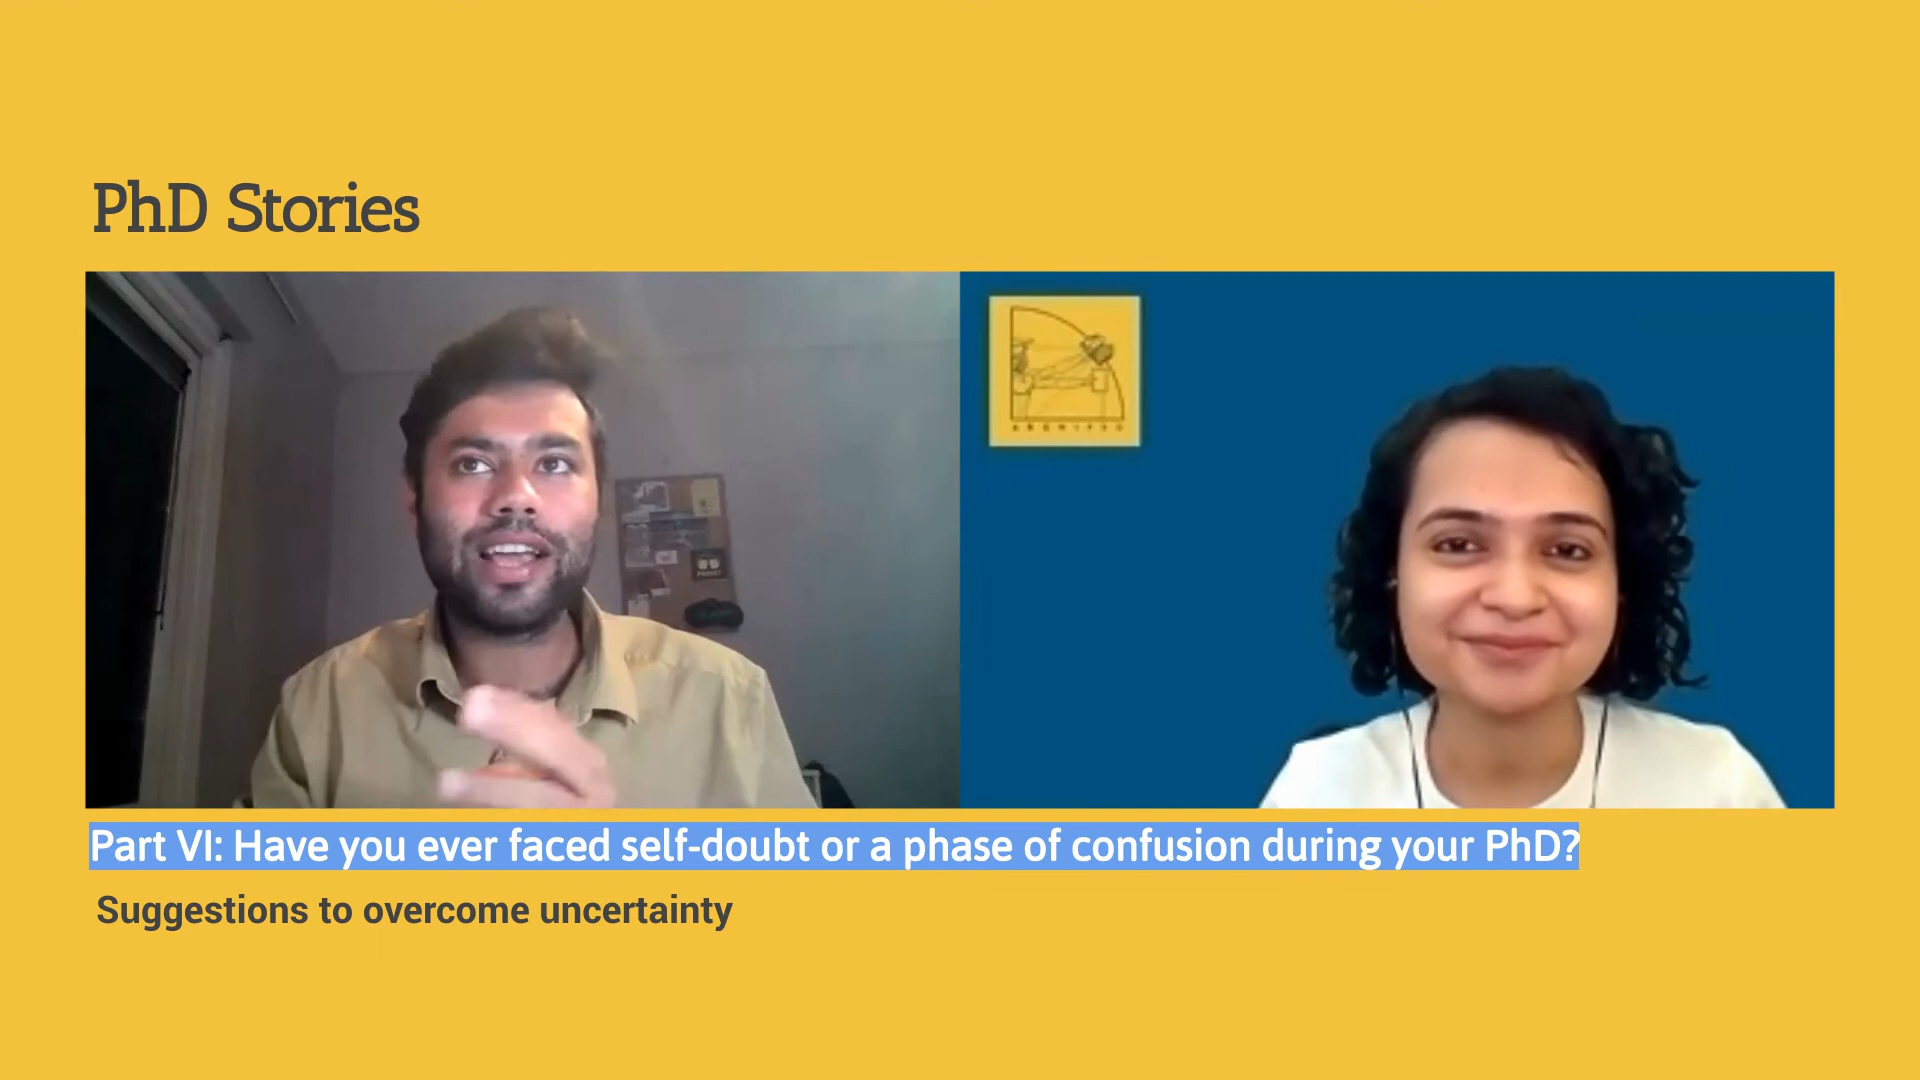 PhD Stories
Part VI: Have you ever faced self-doubt or a phase of confusion during your PhD?
Suggestions to overcome uncertainty